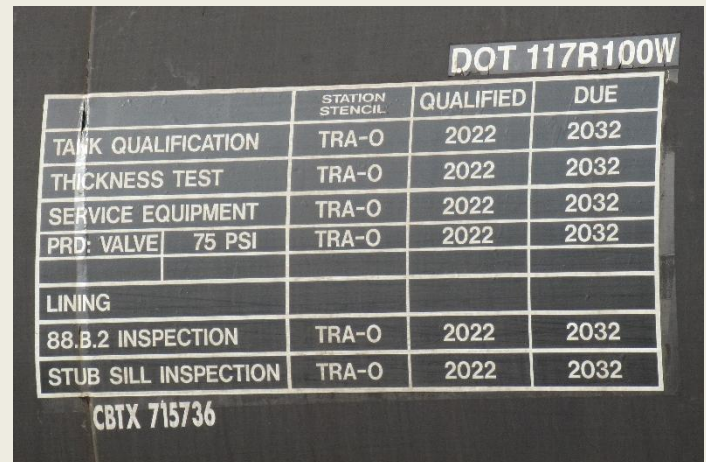 DOT 117R100W
STATION STENCIL QUALIFIED DUE
TANK QUALIFICATION TRA-O 2022 2032
THICKNESS TEST TRA-O 2022 2032
SERVICE EQUIPMENT TRA-O 2022 2032
PRD: VALVE 75 PSI TRA-O 2022 2032
LINING
88.B.2 INSPECTION TRA-O 2022 2032
STUB SILL INSPECTION TRA-O 2022 2032
CBTX 715736